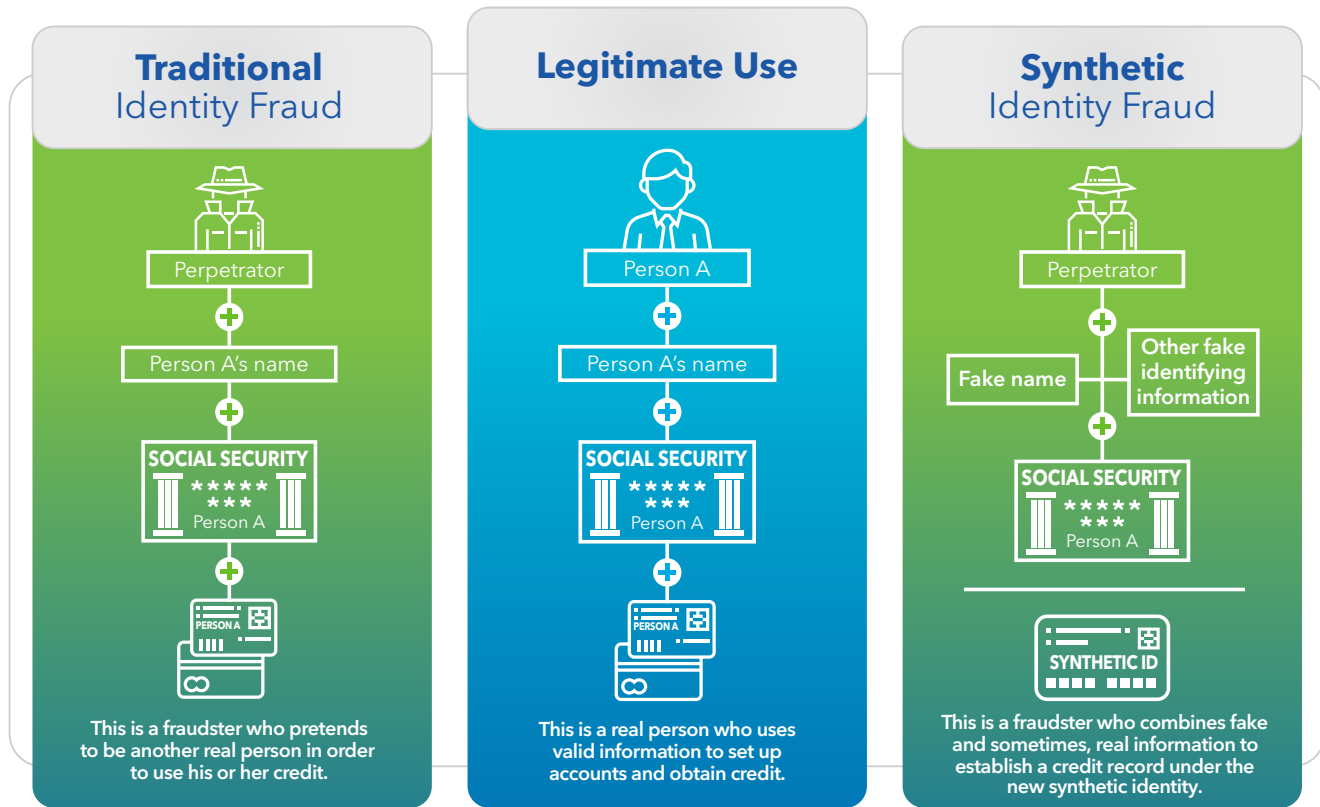 Traditional
Identity Fraud
Perpetrator
Person A's name
SOCIAL SECURITY
*****
***
Person A
PERSON A
This is a fraudster who pretends
to be another real person in order
to use his or her credit.
Legitimate Use
Person A
Person A's name
SOCIAL SECURITY
*****
***
Person A
PERSON A
This is a real person who uses
valid information to set up
accounts and obtain credit.
Synthetic
Identity Fraud
Perpetrator
Fake name
Other fake
identifying
information
SOCIAL SECURITY
*****
***
Person A
SYNTHETIC ID
This is a fraudster who combines fake
and sometimes, real information to
establish a credit record under the
new synthetic identity.